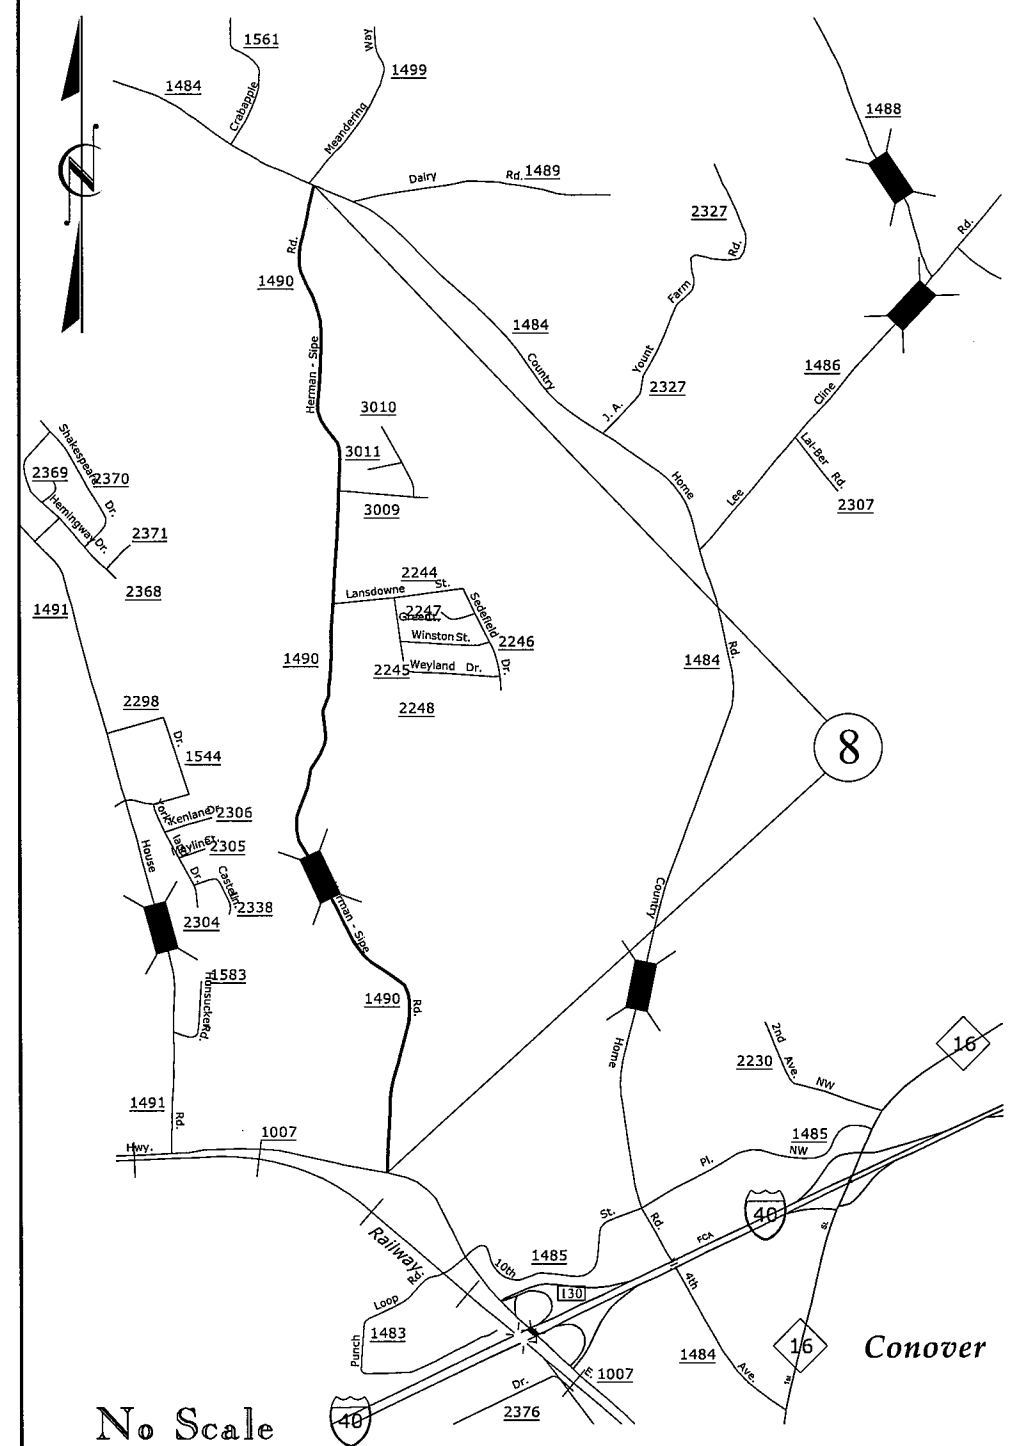 1561
Way
1499
1484
Crabapple
Meandering
1488
N
Dairy Rd. 1489
2327
Rd.
Rd.
Rd.
1490
Farm
1484
Herman - Sipe
Country
Yount
1486
2327
Cline
3010
J. A.
Shakespeare Dr.
3011
Lal-Ber Rd.
2369
2370
Home
Lee
2307
Hemingway Dr.
3009
2371
2244
2368
Lansdowne St.
1491
2247
Sedgefield Dr.
Winston St.
2246
1490
Rd.
1484
Weyland Dr.
2245
2298
2248
Dr.
8
1544
York
Kenlane Dr.
2306
House
2305
Dr.
2338
2304
Country
1583
Rd.
1490
Rd.
Home
2nd Ave. NW
16
2230
1491
Rd.
1007
1485
Hwy.
NW
Pl.
40
St.
Rd.
Railway
FCA
10th
1485
Rd.
4th
Loop
130
Punch
1483
16
Conover
1484
Ave.
1st
E.
1007
Dr.
2376
No Scale
40